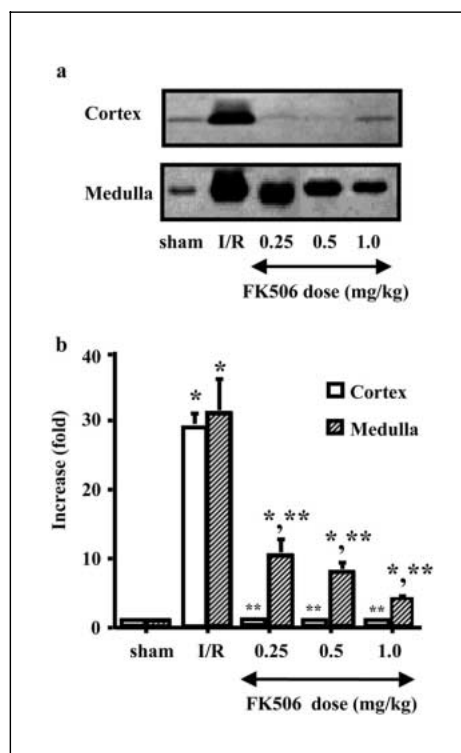 a
Cortex
Medulla
sham I/R 0.25 0.5 1.0
FK506 dose (mg/kg)
b
Increase (fold)
40
30
20
10
0
* *
Cortex
Medulla
*,** *,** *,**
** ** **
sham I/R 0.25 0.5 1.0
FK506 dose (mg/kg)